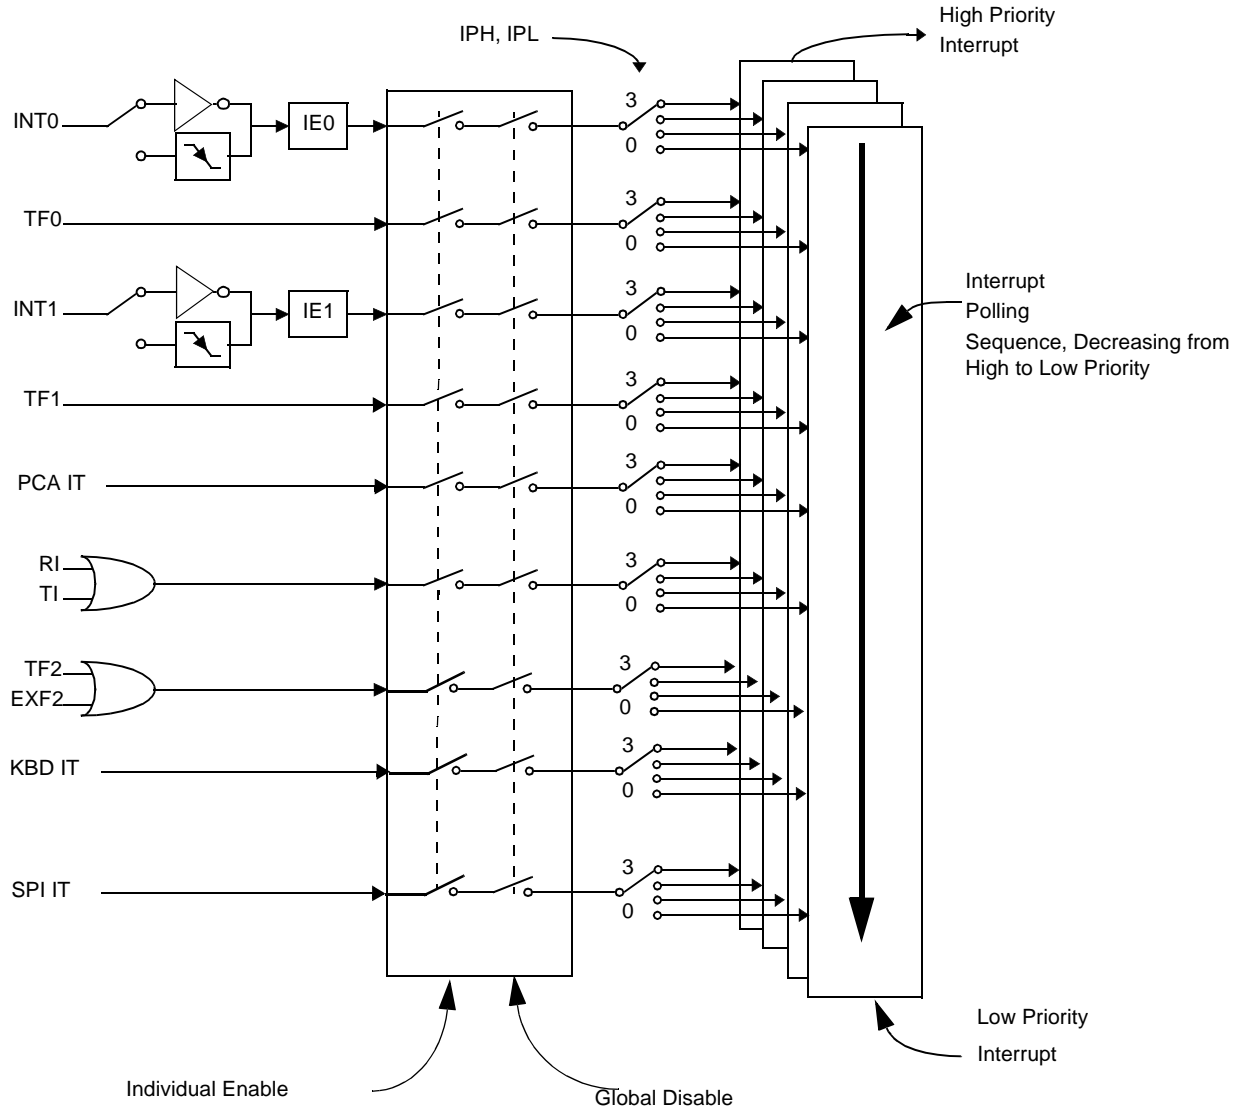 High Priority
Interrupt
IPH, IPL
INT0
IE0
3
0
TF0
3
0
INT1
IE1
3
0
Interrupt
Polling
Sequence, Decreasing from
High to Low Priority
TF1
3
0
PCA IT
3
0
RI
TI
3
0
TF2
EXF2
3
0
KBD IT
3
0
SPI IT
3
0
Low Priority
Interrupt
Individual Enable
Global Disable